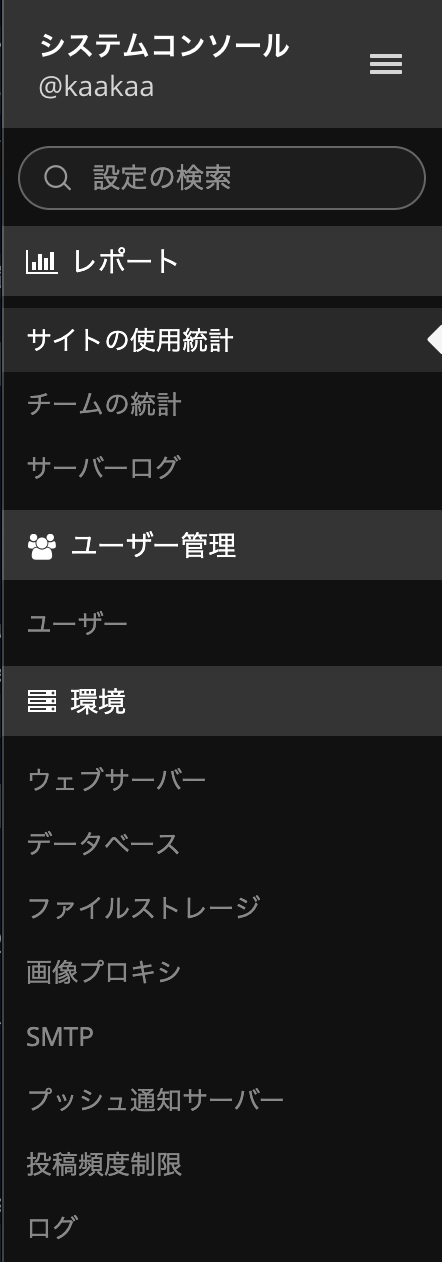 システムコンソール
@kaakaa
設定の検索
レポート
サイトの使用統計
チームの統計
サーバーログ
ユーザー管理
ユーザー
環境
ウェブサーバー
データベース
ファイルストレージ
画像プロキシ
SMTP
プッシュ通知サーバー
投稿頻度制限
ログ